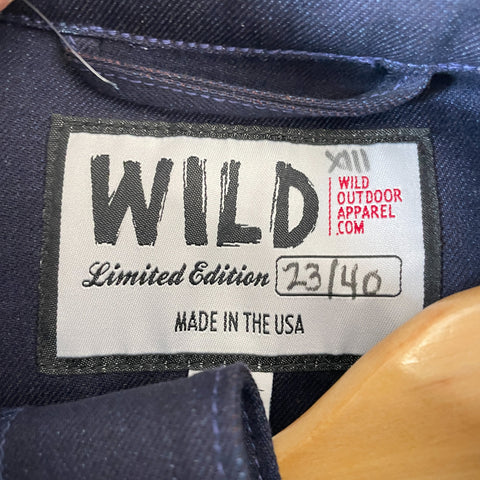 XIII
WILD
WILD
OUTDOOR
APPAREL
.COM
Limited Edition 23/40
MADE IN THE USA